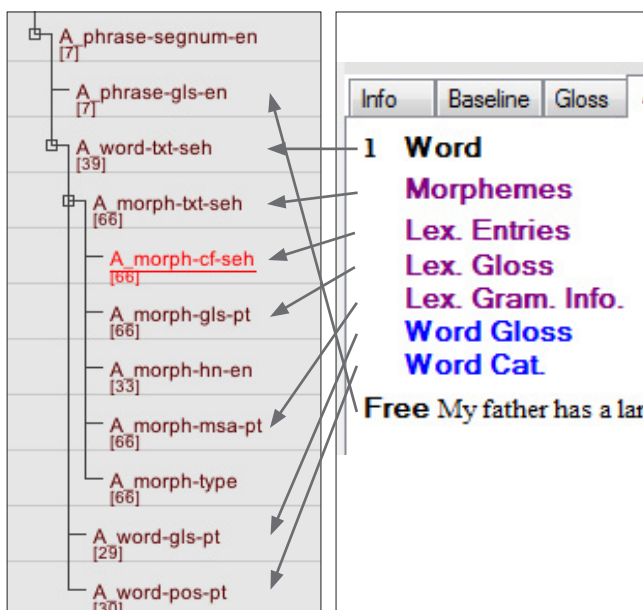 A_phrase-segnum-en
[7]
A_phrase-gls-en
[7]
A_word-txt-seh
[39]
A_morph-txt-seh
[66]
A_morph-cf-seh
[66]
A_morph-gls-pt
[66]
A_morph-hn-en
[33]
A_morph-msa-pt
[66]
A_morph-type
[66]
A_word-gls-pt
[29]
A_word-pos-pt
[30]
Info Baseline Gloss
1 Word
Morphemes
Lex. Entries
Lex. Gloss
Lex. Gram. Info.
Word Gloss
Word Cat.
Free My father has a lar